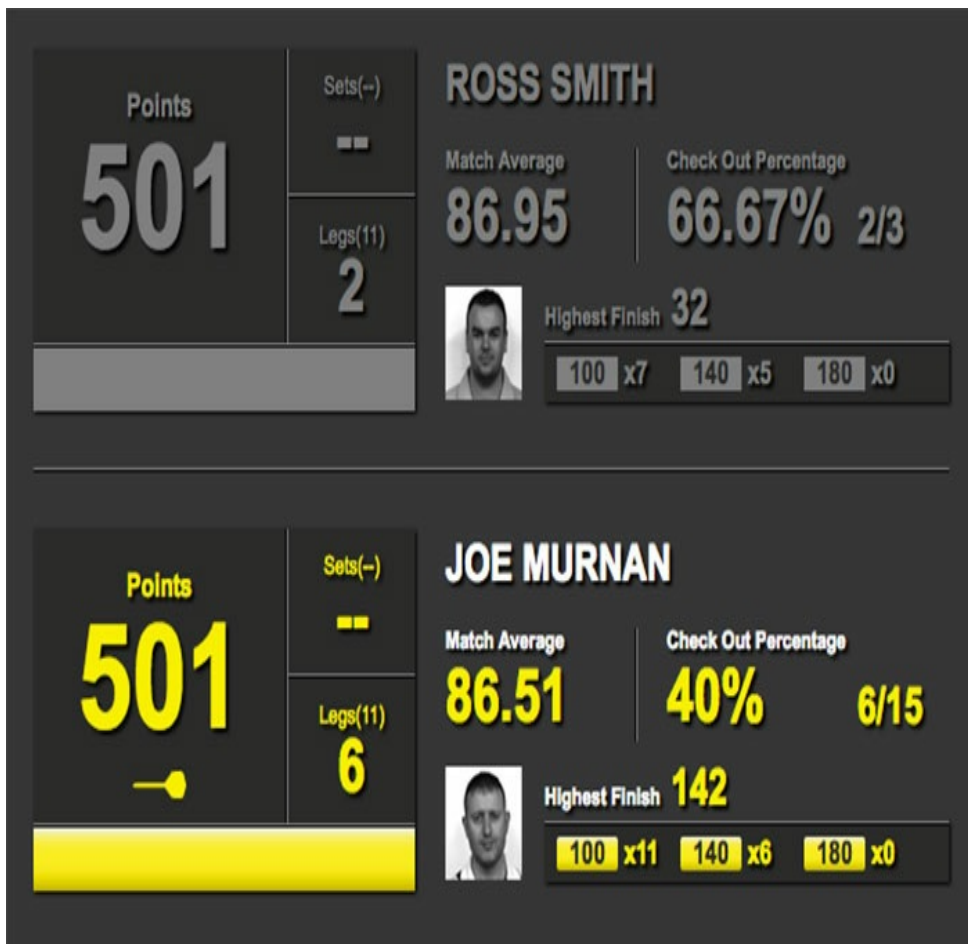 ROSS SMITH
Points
501
Sets(--)
--
Legs(11)
2
Match Average
86.95
Check Out Percentage
66.67% 2/3
Highest Finish 32
100 x7 140 x5 180 x0
JOE MURNAN
Points
501
Sets(--)
--
Legs(11)
6
Match Average
86.51
Check Out Percentage
40% 6/15
Highest Finish 142
100 x11 140 x6 180 x0